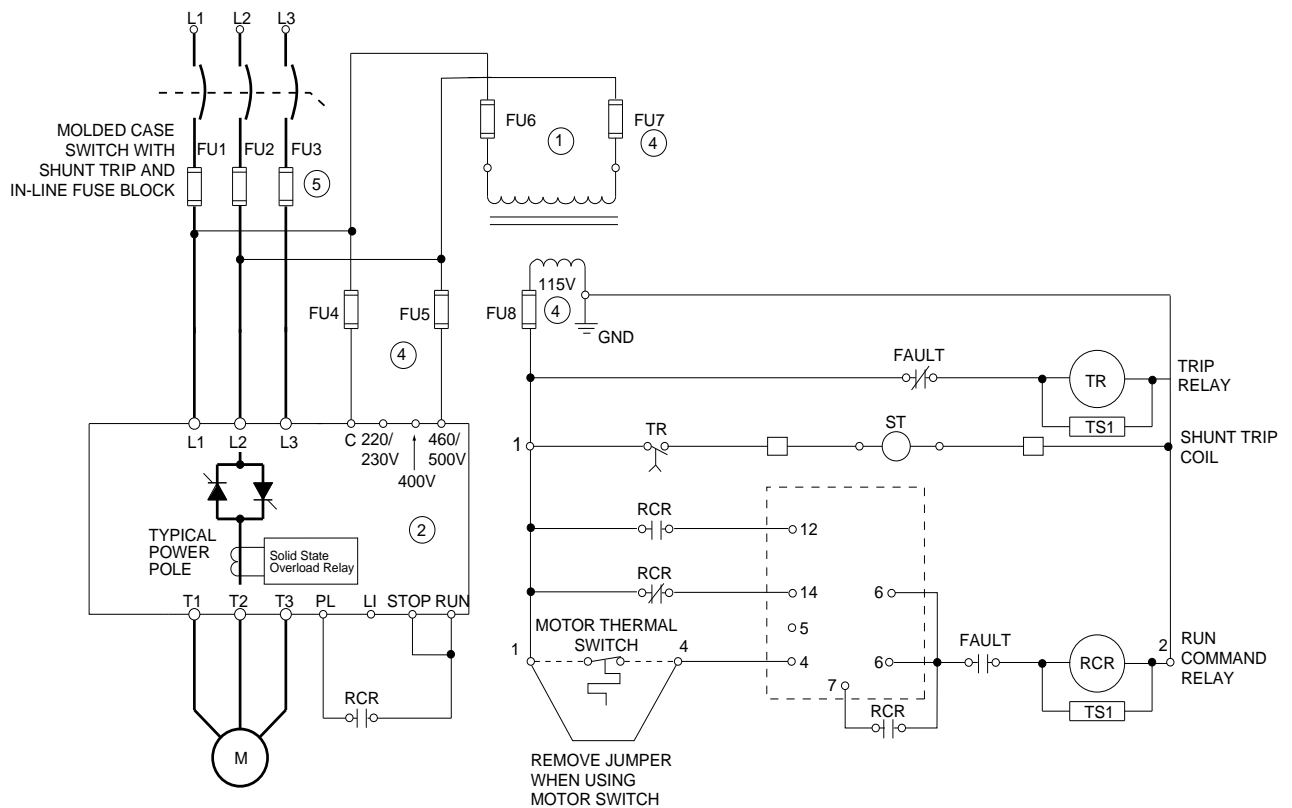 L1
L2
L3
MOLDED CASE
SWITCH WITH
SHUNT TRIP AND
IN-LINE FUSE BLOCK
FU1
FU2
FU3
5
FU6
1
FU7
4
FU4
FU5
4
115V
FU8
4
GND
FAULT
TR
TRIP
RELAY
TS1
1
TR
ST
SHUNT TRIP
COIL
L1
L2
L3
C
220/
230V
400V
460/
500V
2
TYPICAL
POWER
POLE
Solid State
Overload Relay
T1
T2
T3
PL
LI
STOP
RUN
RCR
M
RCR
12
RCR
14
6
5
MOTOR THERMAL
SWITCH
1
4
4
6
7
RCR
FAULT
RCR
2
RUN
COMMAND
RELAY
TS1
REMOVE JUMPER
WHEN USING
MOTOR SWITCH